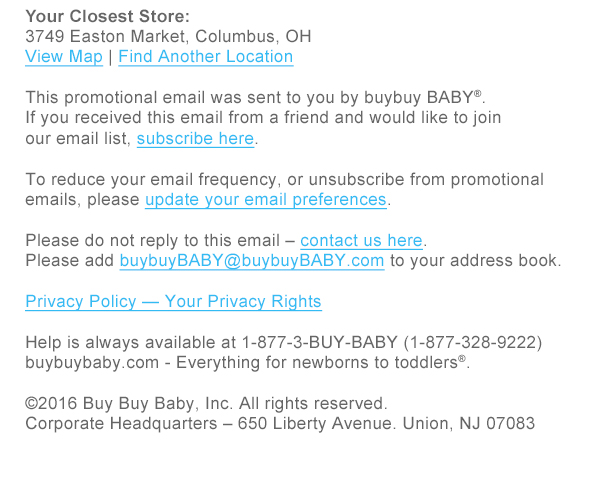 Your Closest Store:
3749 Easton Market, Columbus, OH
View Map | Find Another Location
This promotional email was sent to you by buybuy BABY®.
If you received this email from a friend and would like to join
our email list, subscribe here.
To reduce your email frequency, or unsubscribe from promotional
emails, please update your email preferences.
Please do not reply to this email – contact us here.
Please add buybuyBABY@buybuyBABY.com to your address book.
Privacy Policy — Your Privacy Rights
Help is always available at 1-877-3-BUY-BABY (1-877-328-9222)
buybuybaby.com - Everything for newborns to toddlers®.
©2016 Buy Buy Baby, Inc. All rights reserved.
Corporate Headquarters – 650 Liberty Avenue. Union, NJ 07083